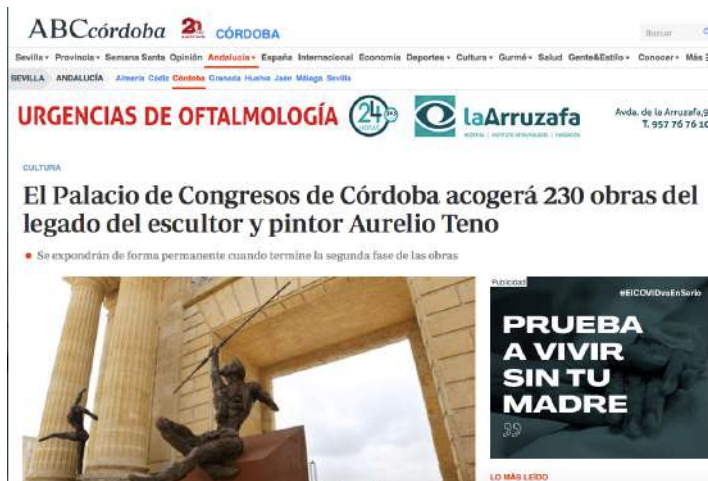 ABCcórdoba
CÓRDOBA
Buscar
Sevilla Provincia Semana Santa Opinión Andalucía España Internacional Economía Deportes Cultura Gurmé Salud Gente&Estilo Conocer Más
SEVILLA ANDALUCÍA Almería Cádiz Córdoba Granada Huelva Jaén Málaga Sevilla
URGENCIAS DE OFTALMOLOGÍA 24 HORAS laArruzafa
Avda. de la Arruzafa,9
T. 957 76 76 10
CULTURA
El Palacio de Congresos de Córdoba acogerá 230 obras del
legado del escultor y pintor Aurelio Teno
Se expondrán de forma permanente cuando termine la segunda fase de las obras
Publicidad
#ElCOVIDvaEnSerio
PRUEBA
A VIVIR
SIN TU
MADRE
LO MÁS LEÍDO